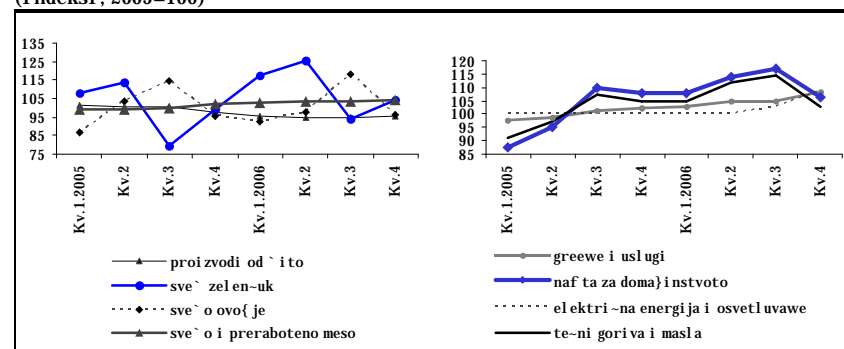 (Indeksi, 2005=100)
135
125
115
105
95
85
75
Kv.1.2005
Kv.2
Kv.3
Kv.4
Kv.1.2006
Kv.2
Kv.3
Kv.4
proizvodi od `ito
sve` zelen~uk
sve`o ovo{je
sve`o i preraboteno meso
120
115
110
105
100
95
90
85
Kv.1.2005
Kv.2
Kv.3
Kv.4
Kv.1.2006
Kv.2
Kv.3
Kv.4
greewe i uslugi
nafta za doma}instvoto
elektri~na energija i osvetluvawe
te~ni goriva i masla